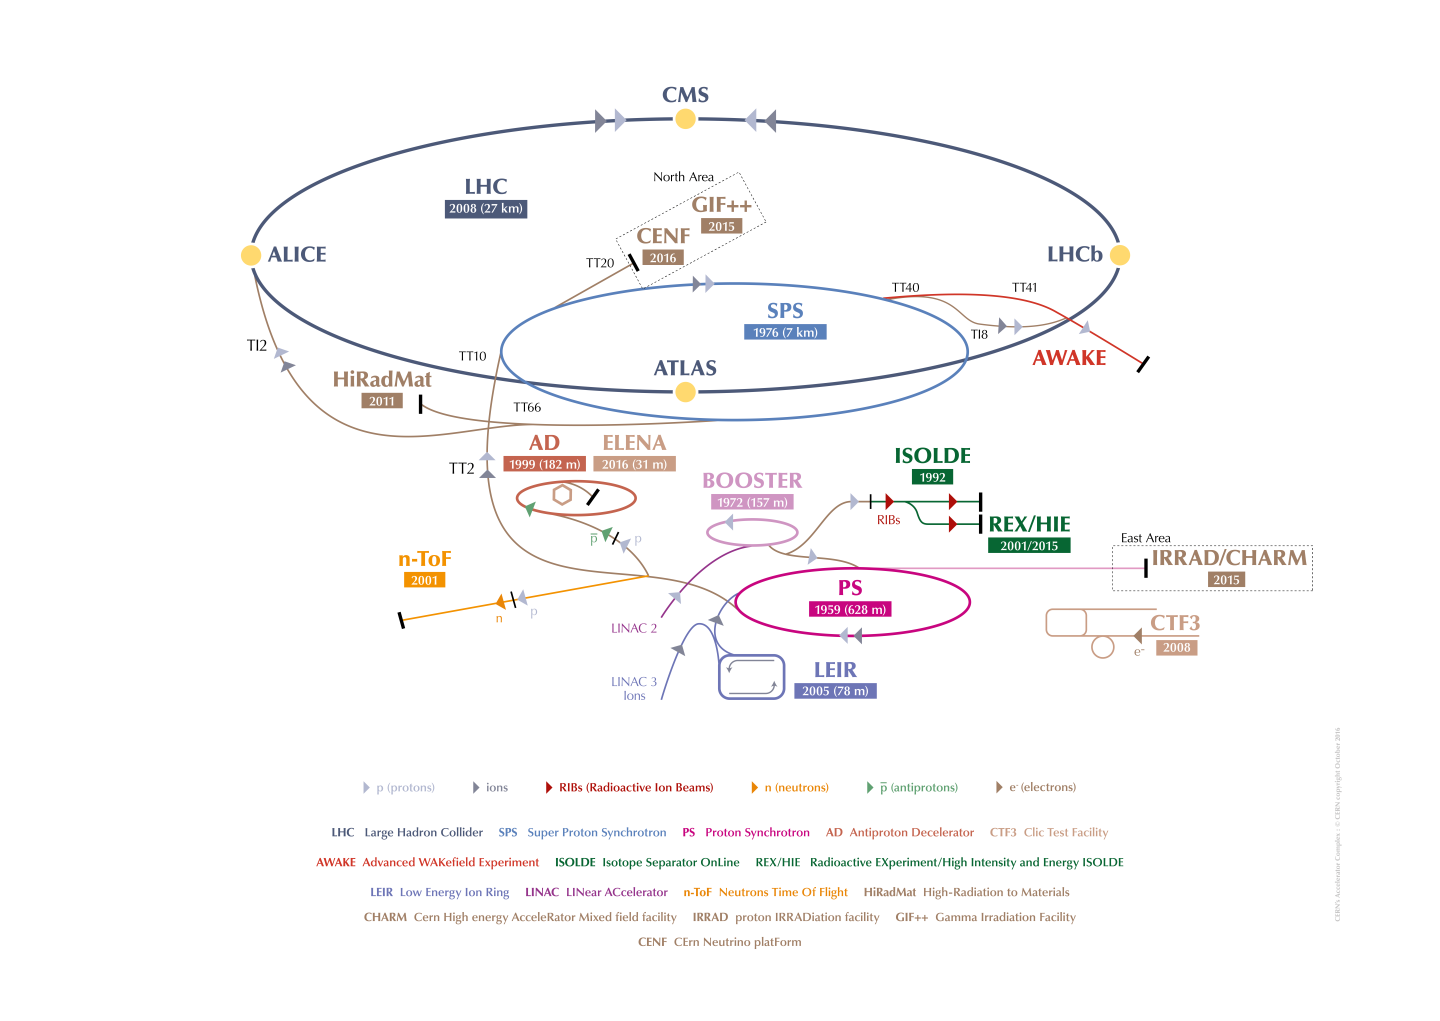 CMS
North Area
LHC
2008 (27 km)
GIF++
2015
CENF
2016
ALICE
LHCb
TT20
TT40
TT41
SPS
1976 (7 km)
TI2
TT10
TI8
AWAKE
ATLAS
HiRadMat
2011
TT66
AD
1999 (182 m)
ELENA
2016 (31 m)
TT2
ISOLDE
1992
BOOSTER
1972 (157 m)
RIBs
REX/HIE
2001/2015
p̅
p
East Area
IRRAD/CHARM
2015
n-ToF
2001
PS
1959 (628 m)
n
p
LINAC 2
CTF3
2008
e-
LEIR
2005 (78 m)
LINAC 3
Ions
p (protons) ions RIBs (Radioactive Ion Beams) n (neutrons) p̅ (antiprotons) e- (electrons)
LHC Large Hadron Collider SPS Super Proton Synchrotron PS Proton Synchrotron AD Antiproton Decelerator CTF3 Clic Test Facility
AWAKE Advanced WAKefield Experiment ISOLDE Isotope Separator OnLine REX/HIE Radioactive EXperiment/High Intensity and Energy ISOLDE
LEIR Low Energy Ion Ring LINAC LINear ACcelerator n-ToF Neutrons Time Of Flight HiRadMat High-Radiation to Materials
CHARM Cern High energy AcceleRator Mixed field facility IRRAD proton IRRADiation facility GIF++ Gamma Irradiation Facility
CENF CErn Neutrino platForm
CERN's Accelerator Complex | © CERN copyright October 2016